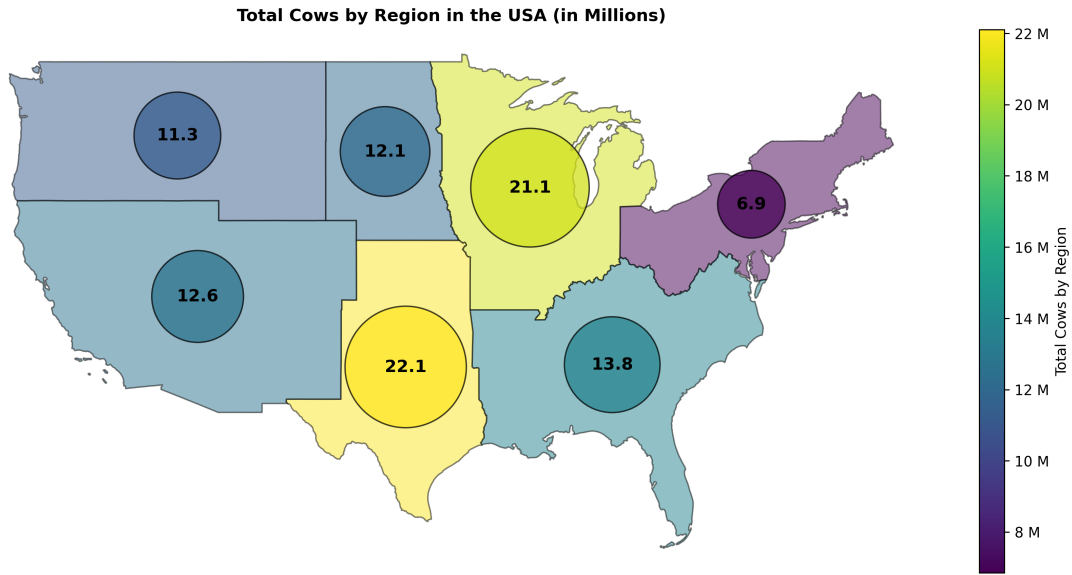 Total Cows by Region in the USA (in Millions)
11.3
12.1
21.1
6.9
12.6
22.1
13.8
22 M
20 M
18 M
16 M
14 M
12 M
10 M
8 M
Total Cows by Region